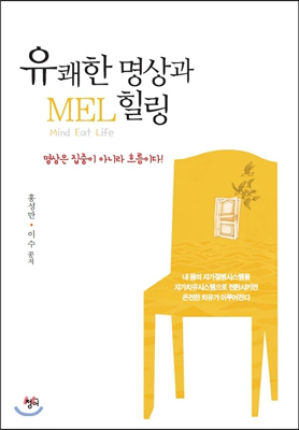 유쾌한 명상과
MEL 힐링
Mind Eat Life
명상은 집중이 아니라 흐름이다!
홍성만 • 이수 공저
내 몸의 자가질병시스템을
자가치유시스템으로 전환시키면
온전한 치유가 이루어진다